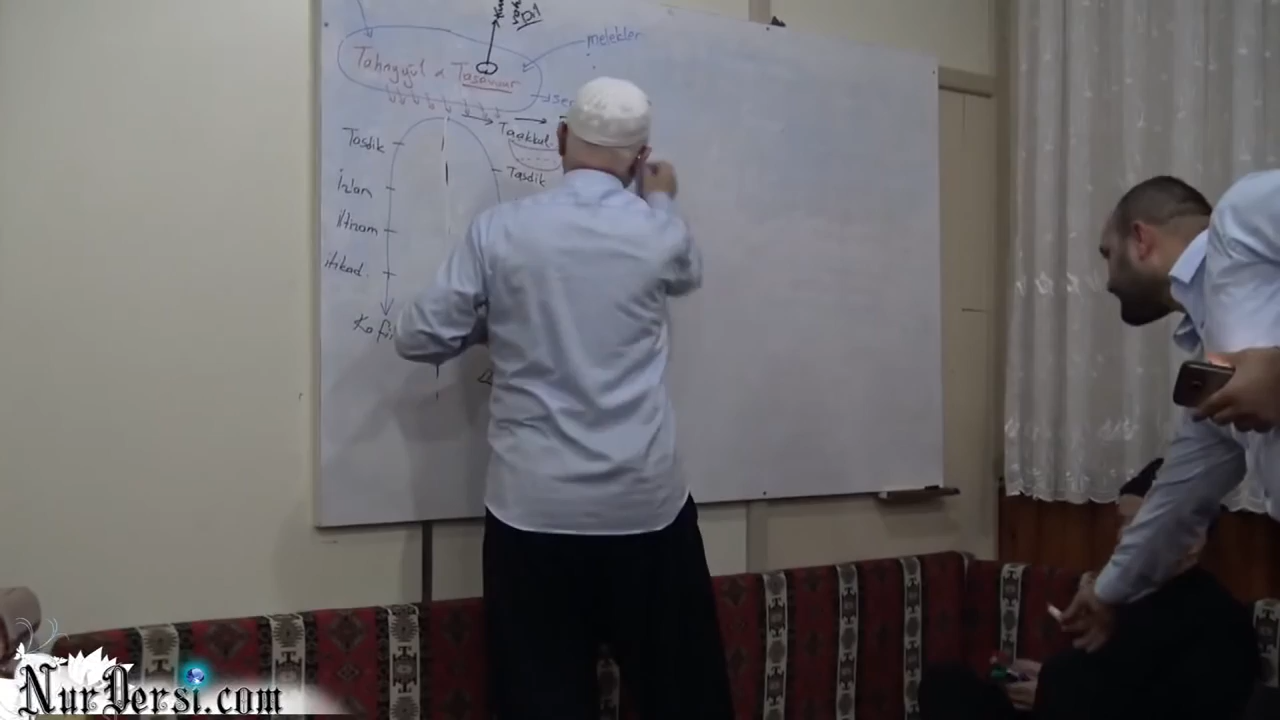 melekler
Tahayyül & Tasavvur
Taakkul
Tasdik
Tasdik
İz'an
İltizam
itikad.
NurDersi.com